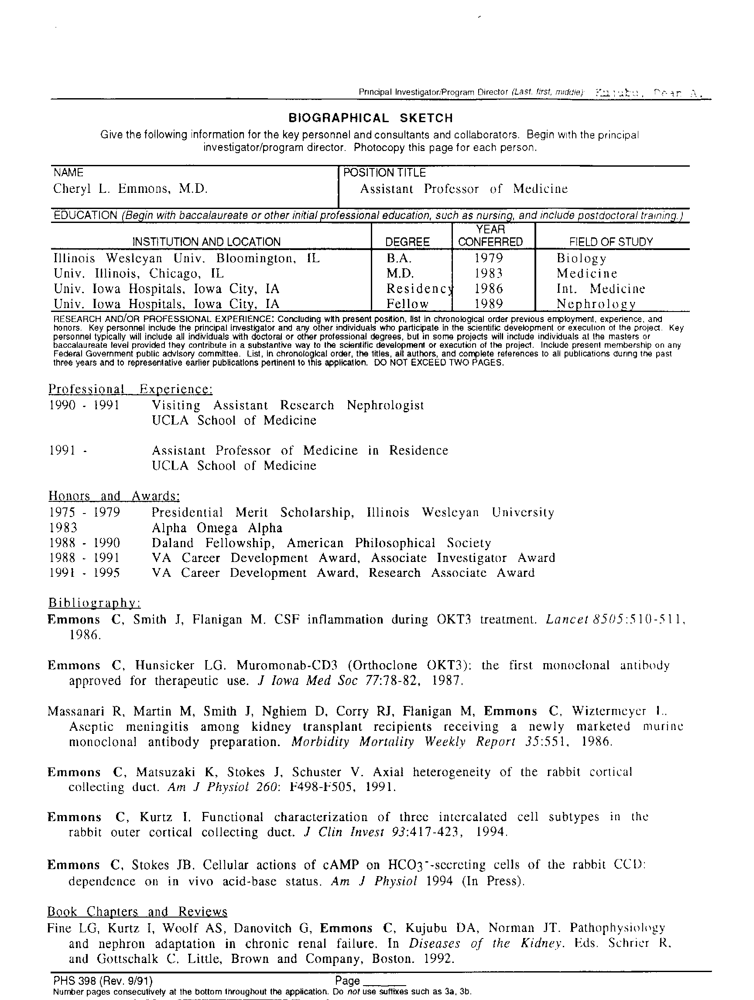 Principal Investigator/Program Director (Last, first, middle): Kujubu, Dean A.
BIOGRAPHICAL SKETCH
Give the following information for the key personnel and consultants and collaborators. Begin with the principal
investigator/program director. Photocopy this page for each person.
NAME POSITION TITLE
Cheryl L. Emmons, M.D. Assistant Professor of Medicine
EDUCATION (Begin with baccalaureate or other initial professional education, such as nursing, and include postdoctoral training.)
INSTITUTION AND LOCATION DEGREE YEAR CONFERRED FIELD OF STUDY
Illinois Wesleyan Univ. Bloomington, IL B.A. 1979 Biology
Univ. Illinois, Chicago, IL M.D. 1983 Medicine
Univ. Iowa Hospitals, Iowa City, IA Residency 1986 Int. Medicine
Univ. Iowa Hospitals, Iowa City, IA Fellow 1989 Nephrology
RESEARCH AND/OR PROFESSIONAL EXPERIENCE: Concluding with present position, list in chronological order previous employment, experience, and
honors. Key personnel include the principal investigator and any other individuals who participate in the scientific development or execution of the project. Key
personnel typically will include all individuals with doctoral or other professional degrees, but in some projects will include individuals at the masters or
baccalaureate level provided they contribute in a substantive way to the scientific development or execution of the project. Include present membership on any
Federal Government public advisory committee. List, in chronological order, the titles, all authors, and complete references to all publications during the past
three years and to representative earlier publications pertinent to this application. DO NOT EXCEED TWO PAGES.
Professional Experience:
1990 - 1991 Visiting Assistant Research Nephrologist
UCLA School of Medicine
1991 - Assistant Professor of Medicine in Residence
UCLA School of Medicine
Honors and Awards:
1975 - 1979 Presidential Merit Scholarship, Illinois Wesleyan University
1983 Alpha Omega Alpha
1988 - 1990 Daland Fellowship, American Philosophical Society
1988 - 1991 VA Career Development Award, Associate Investigator Award
1991 - 1995 VA Career Development Award, Research Associate Award
Bibliography:
Emmons C, Smith J, Flanigan M. CSF inflammation during OKT3 treatment. Lancet 8505:510-511,
1986.
Emmons C, Hunsicker LG. Muromonab-CD3 (Orthoclone OKT3): the first monoclonal antibody
approved for therapeutic use. J Iowa Med Soc 77:78-82, 1987.
Massanari R, Martin M, Smith J, Nghiem D, Corry RJ, Flanigan M, Emmons C, Wiztermeyer L.
Aseptic meningitis among kidney transplant recipients receiving a newly marketed murine
monoclonal antibody preparation. Morbidity Mortality Weekly Report 35:551, 1986.
Emmons C, Matsuzaki K, Stokes J, Schuster V. Axial heterogeneity of the rabbit cortical
collecting duct. Am J Physiol 260: F498-F505, 1991.
Emmons C, Kurtz I. Functional characterization of three intercalated cell subtypes in the
rabbit outer cortical collecting duct. J Clin Invest 93:417-423, 1994.
Emmons C, Stokes JB. Cellular actions of cAMP on HCO3⁻-secreting cells of the rabbit CCD:
dependence on in vivo acid-base status. Am J Physiol 1994 (In Press).
Book Chapters and Reviews
Fine LG, Kurtz I, Woolf AS, Danovitch G, Emmons C, Kujubu DA, Norman JT. Pathophysiology
and nephron adaptation in chronic renal failure. In Diseases of the Kidney. Eds. Schrier R,
and Gottschalk C. Little, Brown and Company, Boston. 1992.
PHS 398 (Rev. 9/91) Page
Number pages consecutively at the bottom throughout the application. Do not use suffixes such as 3a, 3b.